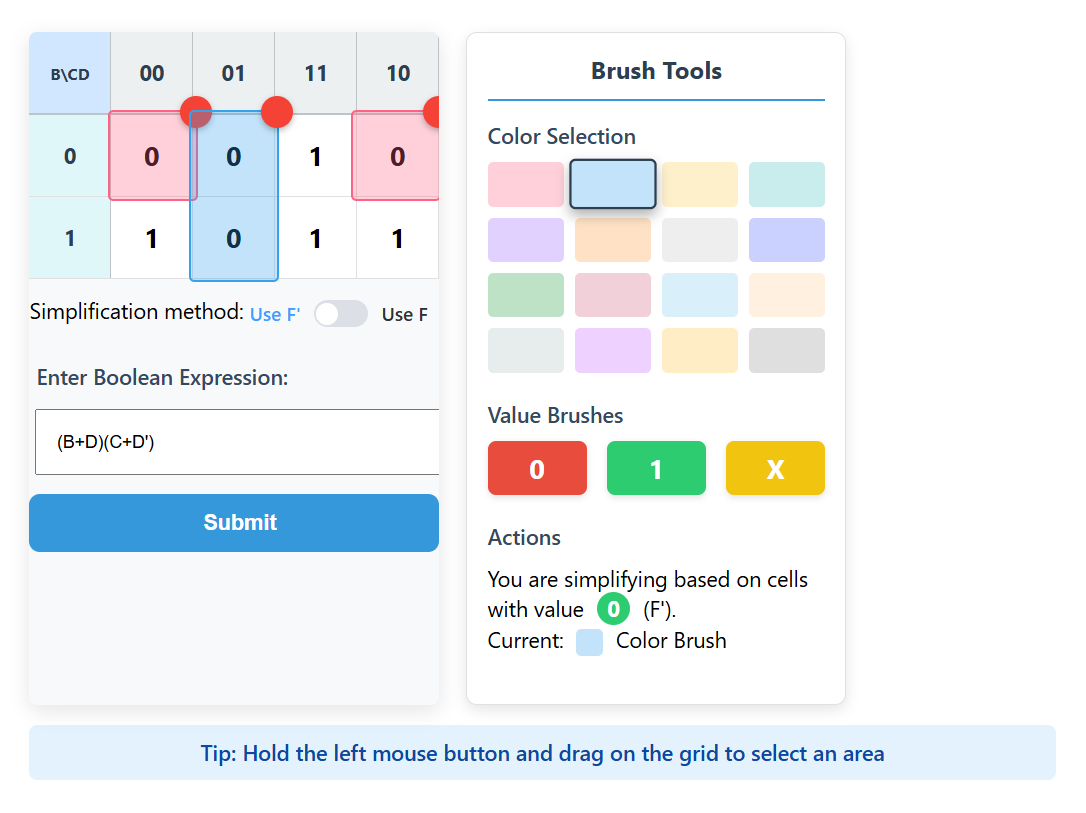 B\CD 00 01 11 10
0 0 0 1 0
1 1 0 1 1
Simplification method: Use F' Use F
Enter Boolean Expression:
(B+D)(C+D')
Submit
Brush Tools
Color Selection
Value Brushes
0 1 X
Actions
You are simplifying based on cells
with value 0 (F').
Current: Color Brush
Tip: Hold the left mouse button and drag on the grid to select an area